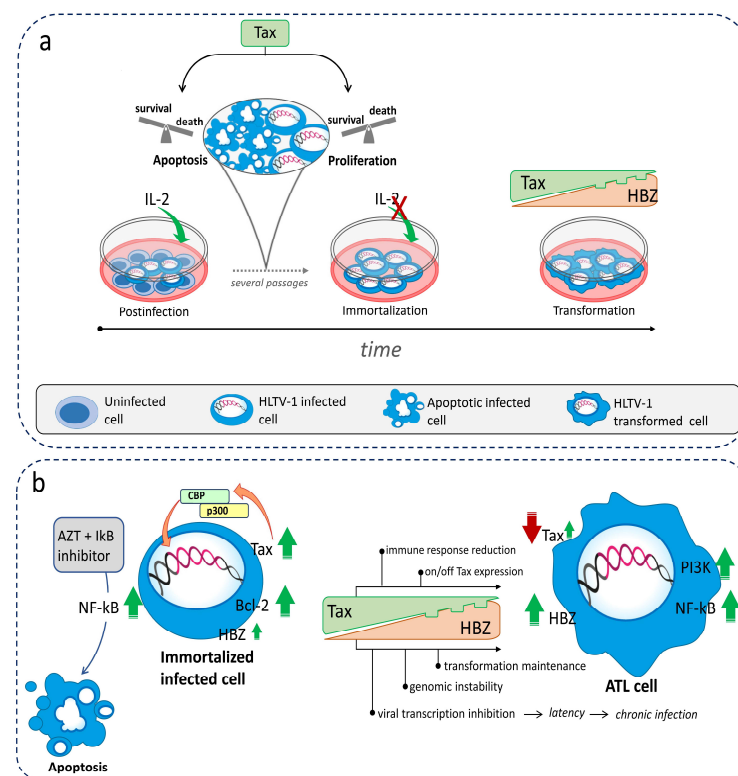 a
Tax
survival
death
Apoptosis
survival
death
Proliferation
IL-2
IL-2
Tax
HBZ
several passages
Postinfection
Immortalization
Transformation
time
Uninfected
cell
HLTV-1 infected
cell
Apoptotic infected
cell
HLTV-1
transformed cell
b
AZT + IkB
inhibitor
CBP
p300
Tax
NF-kB
Bcl-2
HBZ
Immortalized
infected cell
Apoptosis
immune response reduction
on/off Tax expression
Tax
HBZ
transformation maintenance
genomic instability
viral transcription inhibition → latency → chronic infection
Tax
PI3K
HBZ
NF-kB
ATL cell